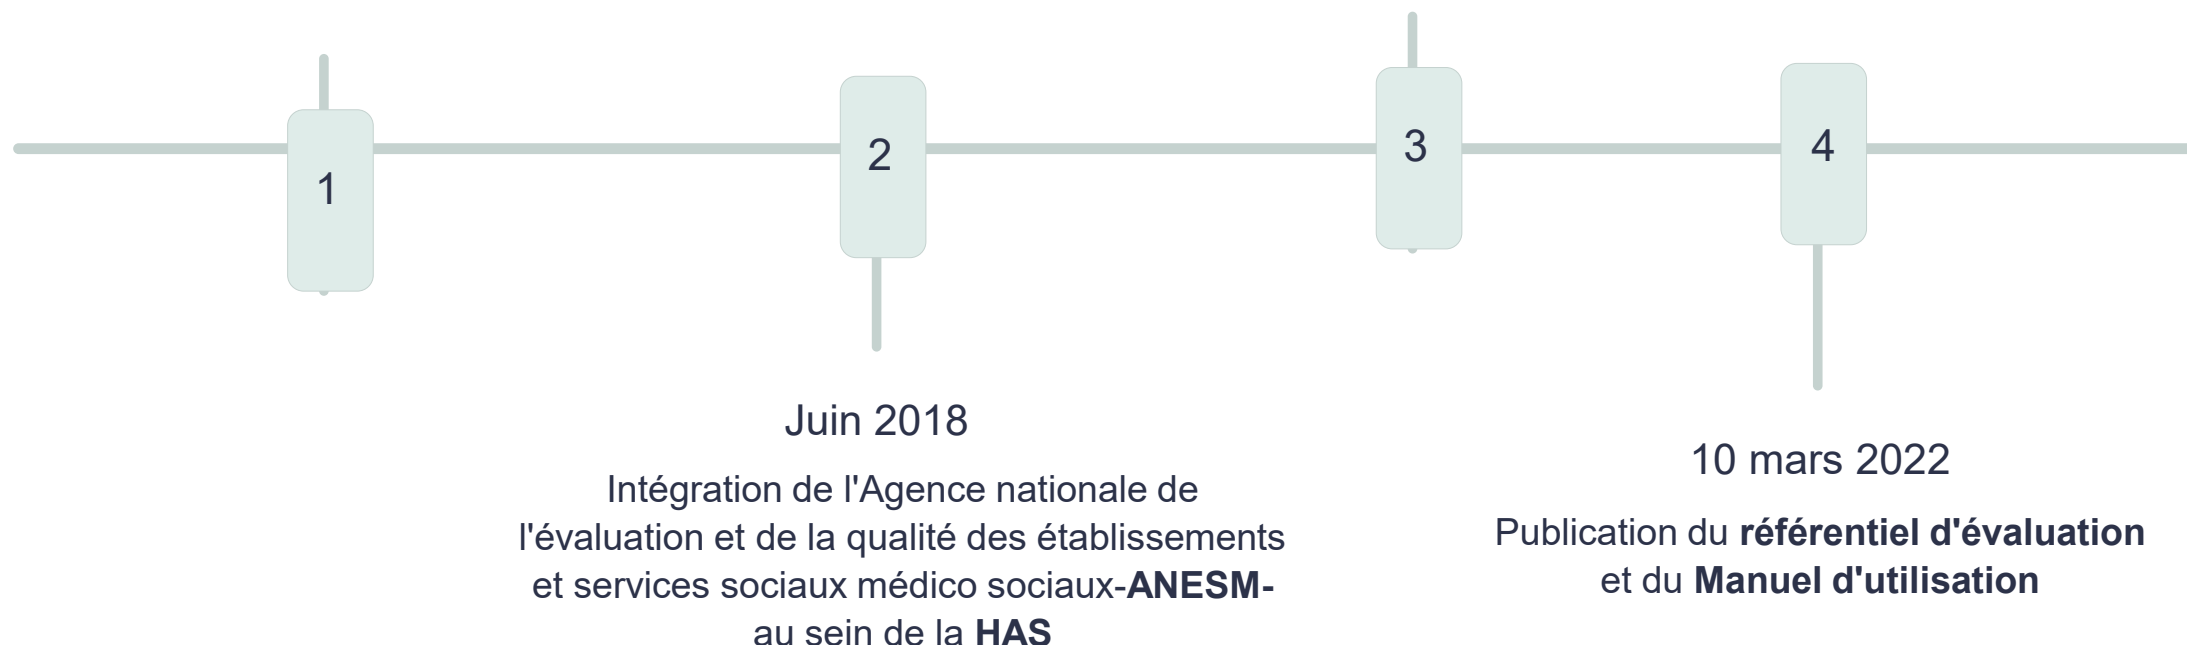 1
2
3
4
Juin 2018
Intégration de l'Agence nationale de
l'évaluation et de la qualité des établissements
et services sociaux médico sociaux-ANESM-
au sein de la HAS
10 mars 2022
Publication du référentiel d'évaluation
et du Manuel d'utilisation